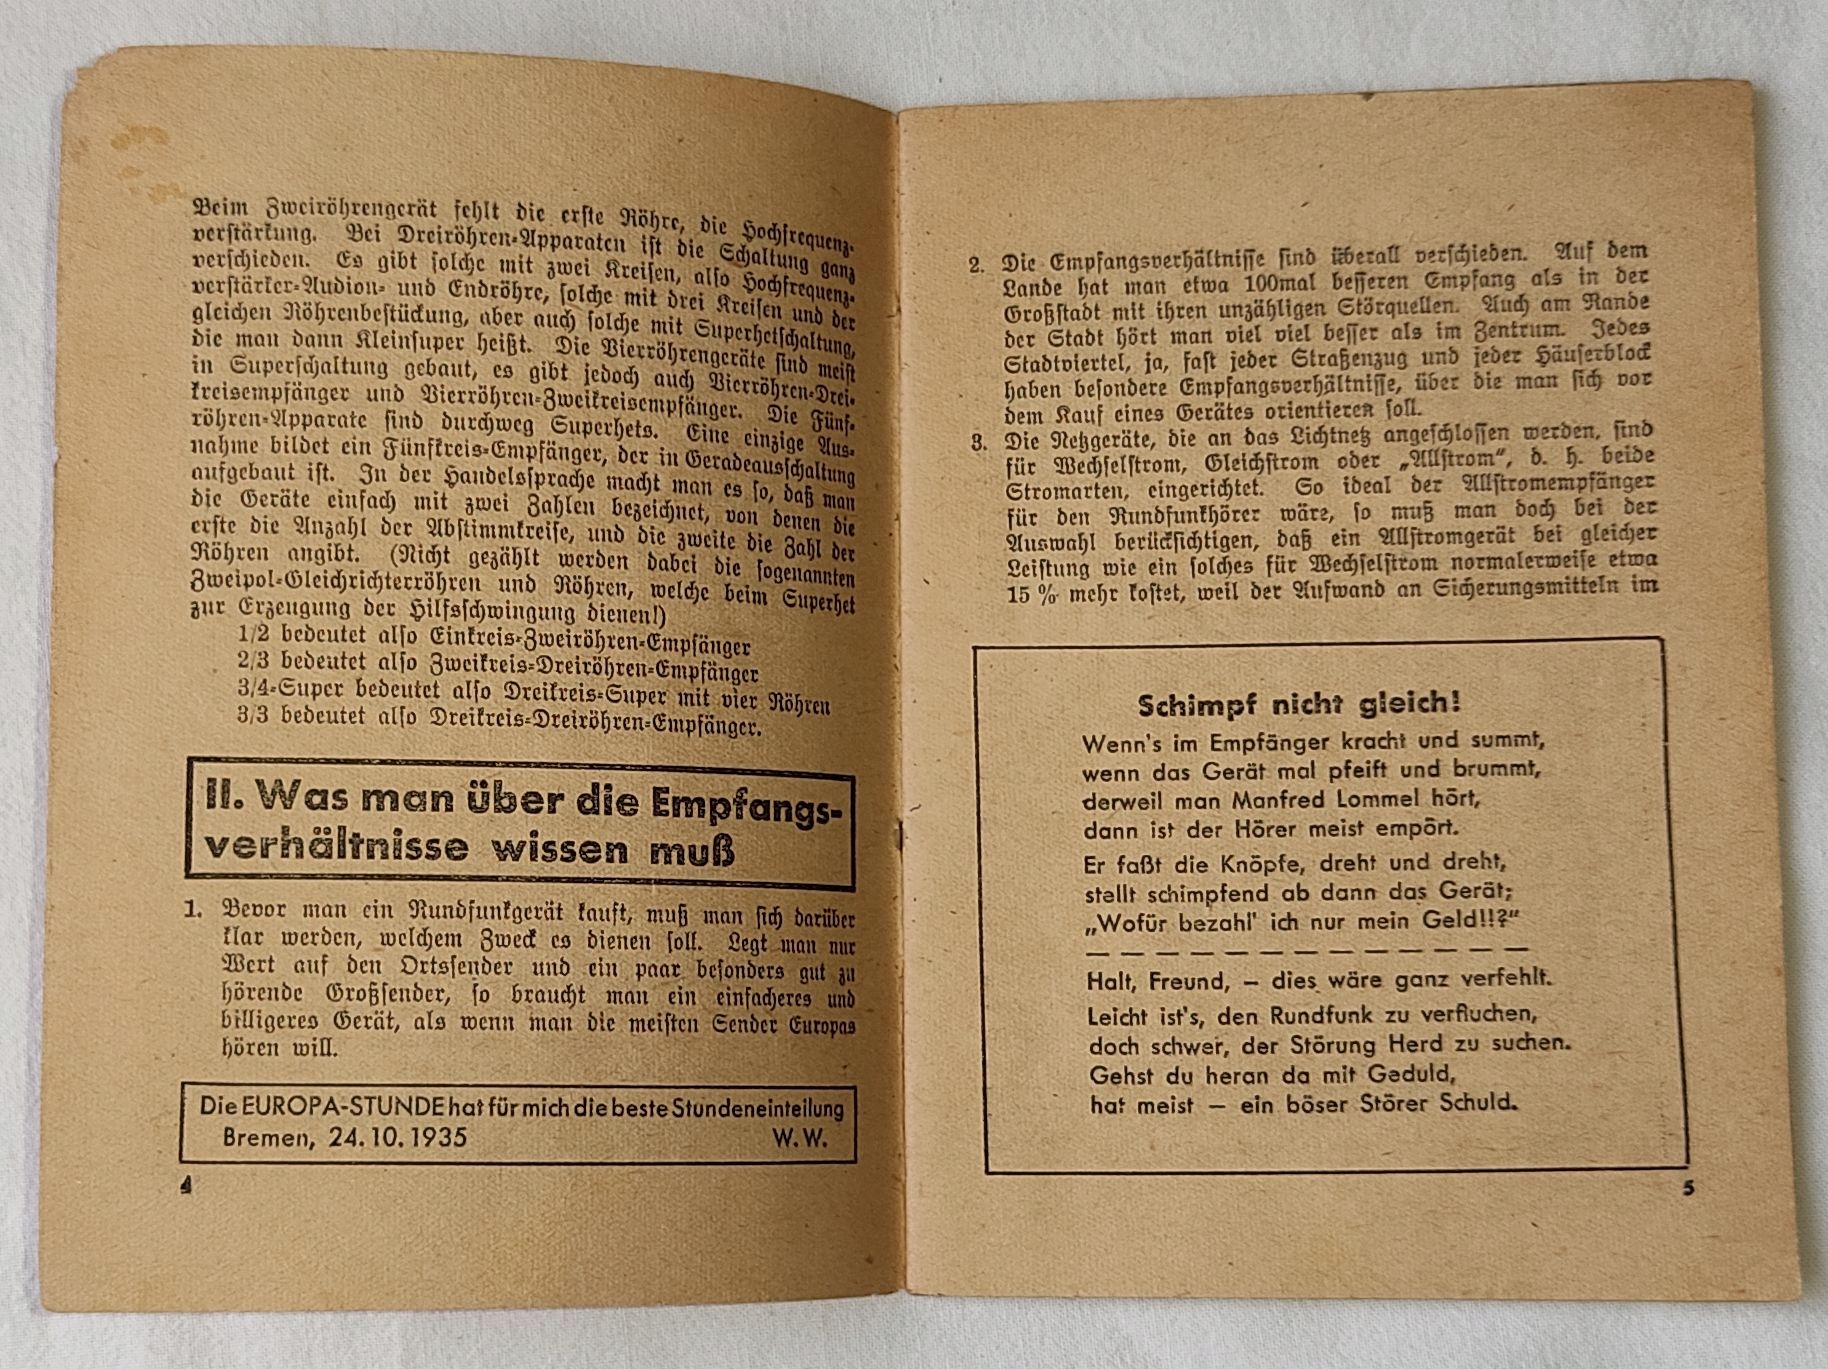 Beim Zweiröhrengerät fehlt die erste Röhre, die Hochfrequenz-
verstärkung. Bei Dreiröhren-Apparaten ist die Schaltung ganz
verschieden. Es gibt solche mit zwei Kreisen, also Hochfrequenz-
verstärker-Audion- und Endröhre, solche mit drei Kreisen und der
gleichen Röhrenbestückung, aber auch solche mit Superhetschaltung,
die man dann Kleinsuper heißt. Die Vierröhrengeräte sind meist
in Superschaltung gebaut, es gibt jedoch auch Vierröhren-Drei-
kreisempfänger und Vierröhren-Zweikreisempfänger. Die Fünf-
röhren-Apparate sind durchweg Superhets. Eine einzige Aus-
nahme bildet ein Fünfkreis-Empfänger, der in Geradeausschaltung
aufgebaut ist. In der Handelssprache macht man es so, daß man
die Geräte einfach mit zwei Zahlen bezeichnet, von denen die
erste die Anzahl der Abstimmkreise, und die zweite die Zahl der
Röhren angibt. (Nicht gezählt werden dabei die sogenannten
Zweipol-Gleichrichterröhren und Röhren, welche beim Superhet
zur Erzeugung der Hilfsschwingung dienen!)
1/2 bedeutet also Einkreis-Zweiröhren-Empfänger
2/3 bedeutet also Zweikreis-Dreiröhren-Empfänger
3/4-Super bedeutet also Dreikreis-Super mit vier Röhren
3/3 bedeutet also Dreikreis-Dreiröhren-Empfänger.
II. Was man über die Empfangs-
verhältnisse wissen muß
1. Bevor man ein Rundfunkgerät kauft, muß man sich darüber
klar werden, welchem Zweck es dienen soll. Legt man nur
Wert auf den Ortssender und ein paar besonders gut zu
hörende Großsender, so braucht man ein einfacheres und
billigeres Gerät, als wenn man die meisten Sender Europas
hören will.
Die EUROPA-STUNDE hat für mich die beste Stundeneinteilung
Bremen, 24.10.1935 W.W.
4
2. Die Empfangsverhältnisse sind überall verschieden. Auf dem
Lande hat man etwa 100mal besseren Empfang als in der
Großstadt mit ihren unzähligen Störquellen. Auch am Rande
der Stadt hört man viel viel besser als im Zentrum. Jedes
Stadtviertel, ja, fast jeder Straßenzug und jeder Häuserblock
haben besondere Empfangsverhältnisse, über die man sich vor
dem Kauf eines Gerätes orientieren soll.
3. Die Netzgeräte, die an das Lichtnetz angeschlossen werden, sind
für Wechselstrom, Gleichstrom oder „Allstrom“, d. h. beide
Stromarten, eingerichtet. So ideal der Allstromempfänger
für den Rundfunkhörer wäre, so muß man doch bei der
Auswahl berücksichtigen, daß ein Allstromgerät bei gleicher
Leistung wie ein solches für Wechselstrom normalerweise etwa
15 % mehr kostet, weil der Aufwand an Sicherungsmitteln im
Schimpf nicht gleich!
Wenn's im Empfänger kracht und summt,
wenn das Gerät mal pfeift und brummt,
derweil man Manfred Lommel hört,
dann ist der Hörer meist empört.
Er faßt die Knöpfe, dreht und dreht,
stellt schimpfend ab dann das Gerät;
„Wofür bezahl' ich nur mein Geld!!?“
— — — — — — — — — — — — —
Halt, Freund, – dies wäre ganz verfehlt.
Leicht ist's, den Rundfunk zu verfluchen,
doch schwer, der Störung Herd zu suchen.
Gehst du heran da mit Geduld,
hat meist – ein böser Störer Schuld.
5